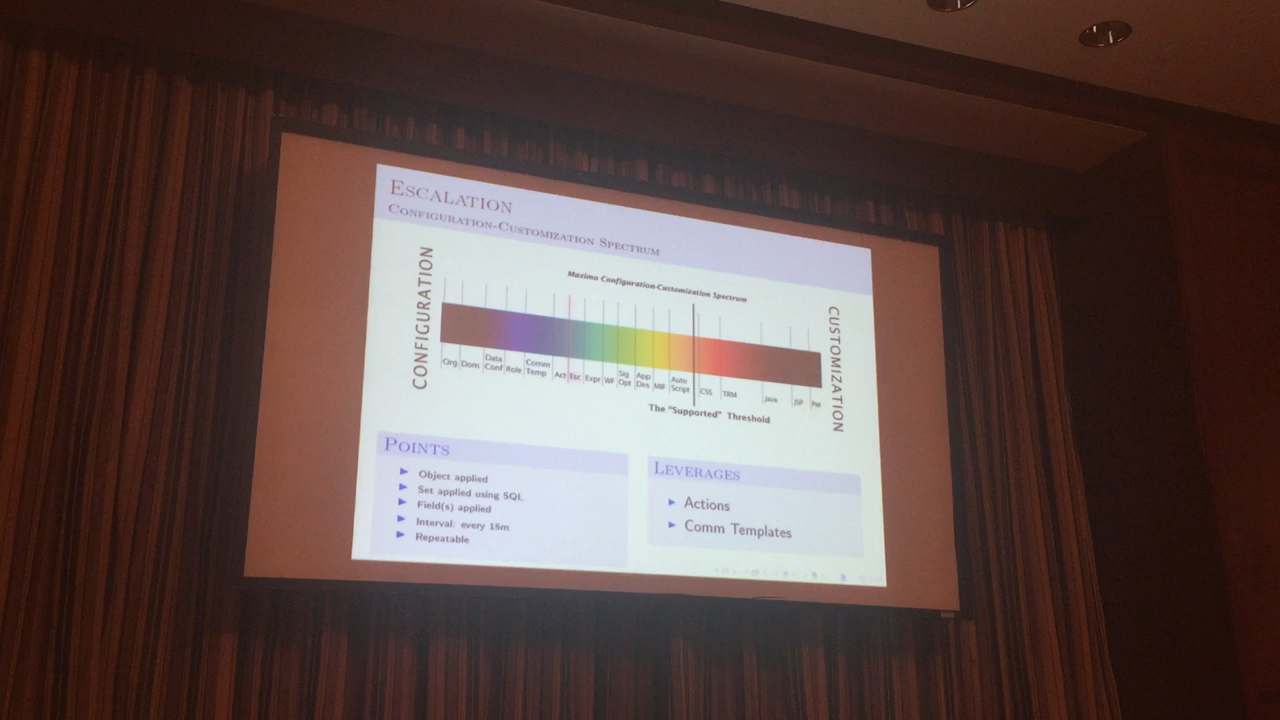 ESCALATION
CONFIGURATION-CUSTOMIZATION SPECTRUM
Maximo Configuration-Customization Spectrum
CONFIGURATION
CUSTOMIZATION
Org
Dom
Data
Conf
Role
Comm
Temp
Act
Esc
Expr
WF
Sig
Opt
App
Des
MIF
Auto
Script
CSS
TRM
Java
JSP
The "Supported" Threshold
POINTS
Object applied
Set applied using SQL
Field(s) applied
Interval: every 15m
Repeatable
LEVERAGES
Actions
Comm Templates